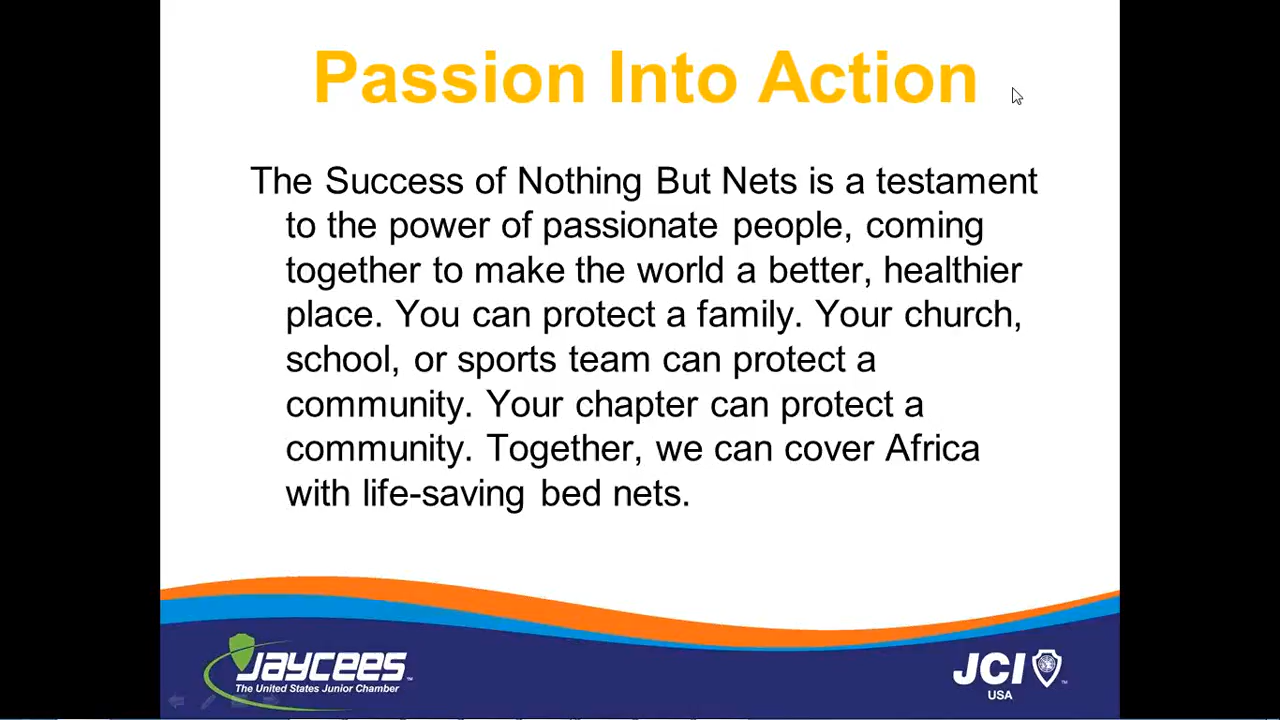 Passion Into Action
The Success of Nothing But Nets is a testament
to the power of passionate people, coming
together to make the world a better, healthier
place. You can protect a family. Your church,
school, or sports team can protect a
community. Your chapter can protect a
community. Together, we can cover Africa
with life-saving bed nets.
Jaycees
The United States Junior Chamber
JCI
USA